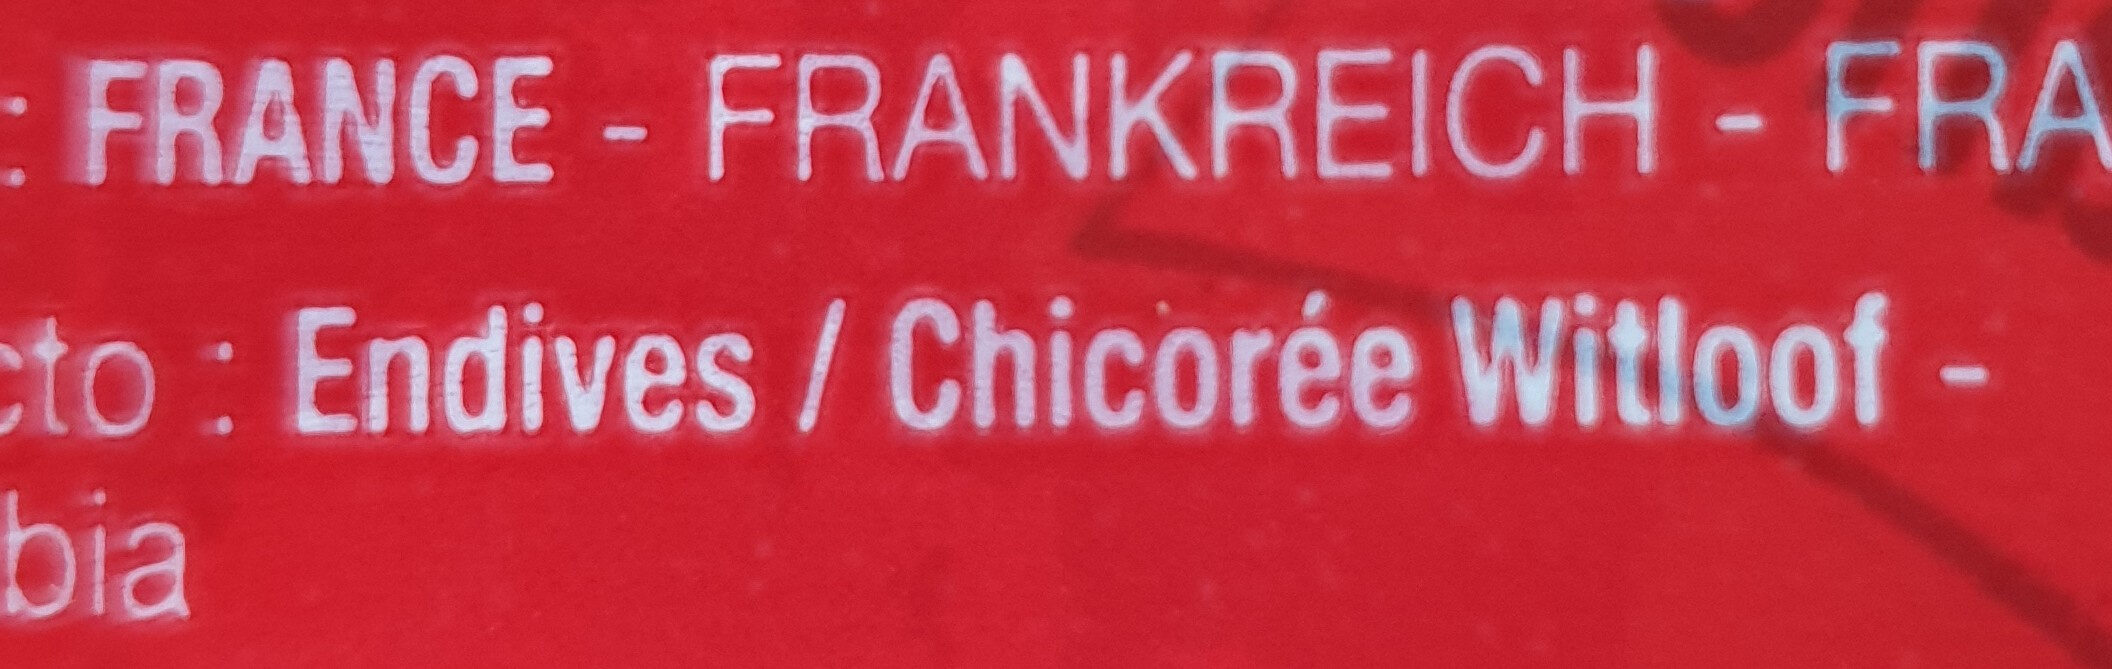 : FRANCE - FRANKREICH - FRA
cto : Endives / Chicorée Witloof -
bia